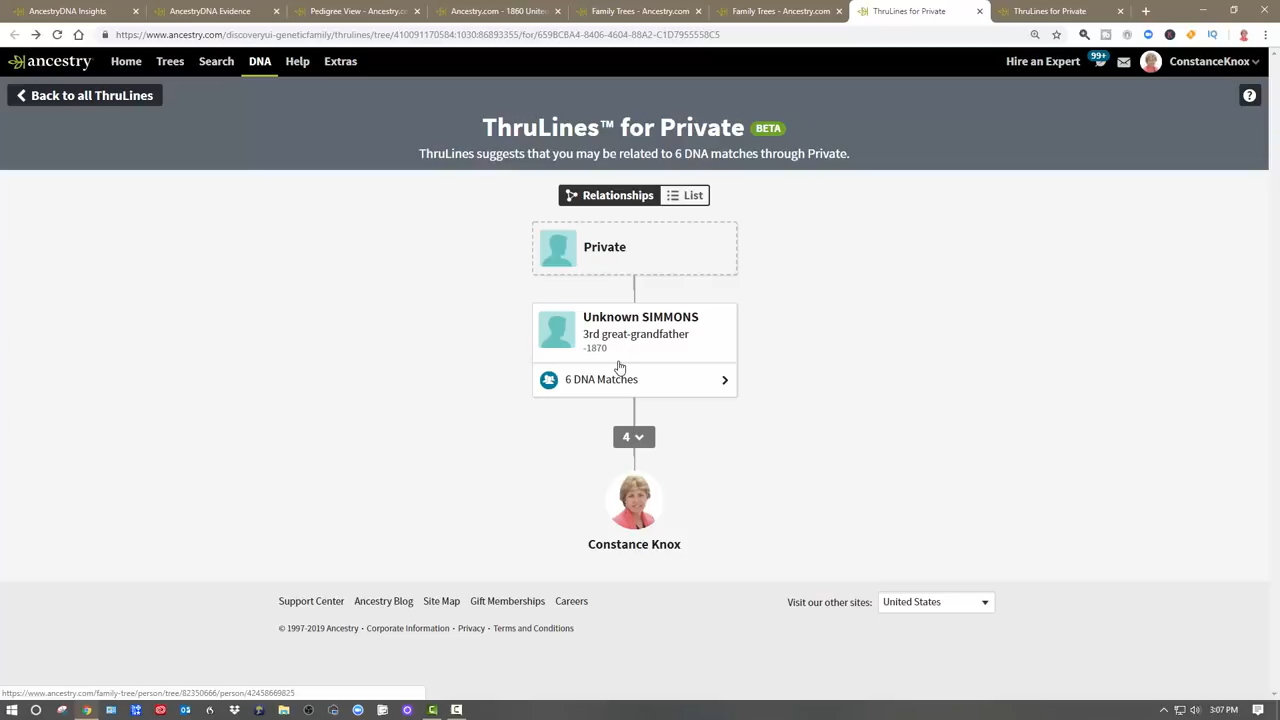 AncestryDNA Insights
AncestryDNA Evidence
Pedigree View - Ancestry.co
Ancestry.com - 1860 Unite
Family Trees - Ancestry.com
Family Trees - Ancestry.com
ThruLines for Private
ThruLines for Private
https://www.ancestry.com/discoveryui-geneticfamily/thrulines/tree/410091170584:1030:86893355/for/659BCBA4-8406-4604-88A2-C1D7955558C5
ancestry
Home
Trees
Search
DNA
Help
Extras
Hire an Expert
99+
ConstanceKnox
Back to all ThruLines
?
ThruLines™ for Private BETA
ThruLines suggests that you may be related to 6 DNA matches through Private.
Relationships
List
Private
Unknown SIMMONS
3rd great-grandfather
-1870
6 DNA Matches
4
Constance Knox
Support Center
Ancestry Blog
Site Map
Gift Memberships
Careers
Visit our other sites:
United States
© 1997-2019 Ancestry · Corporate Information · Privacy · Terms and Conditions
https://www.ancestry.com/family-tree/person/tree/82350666/person/42458669825
3:07 PM